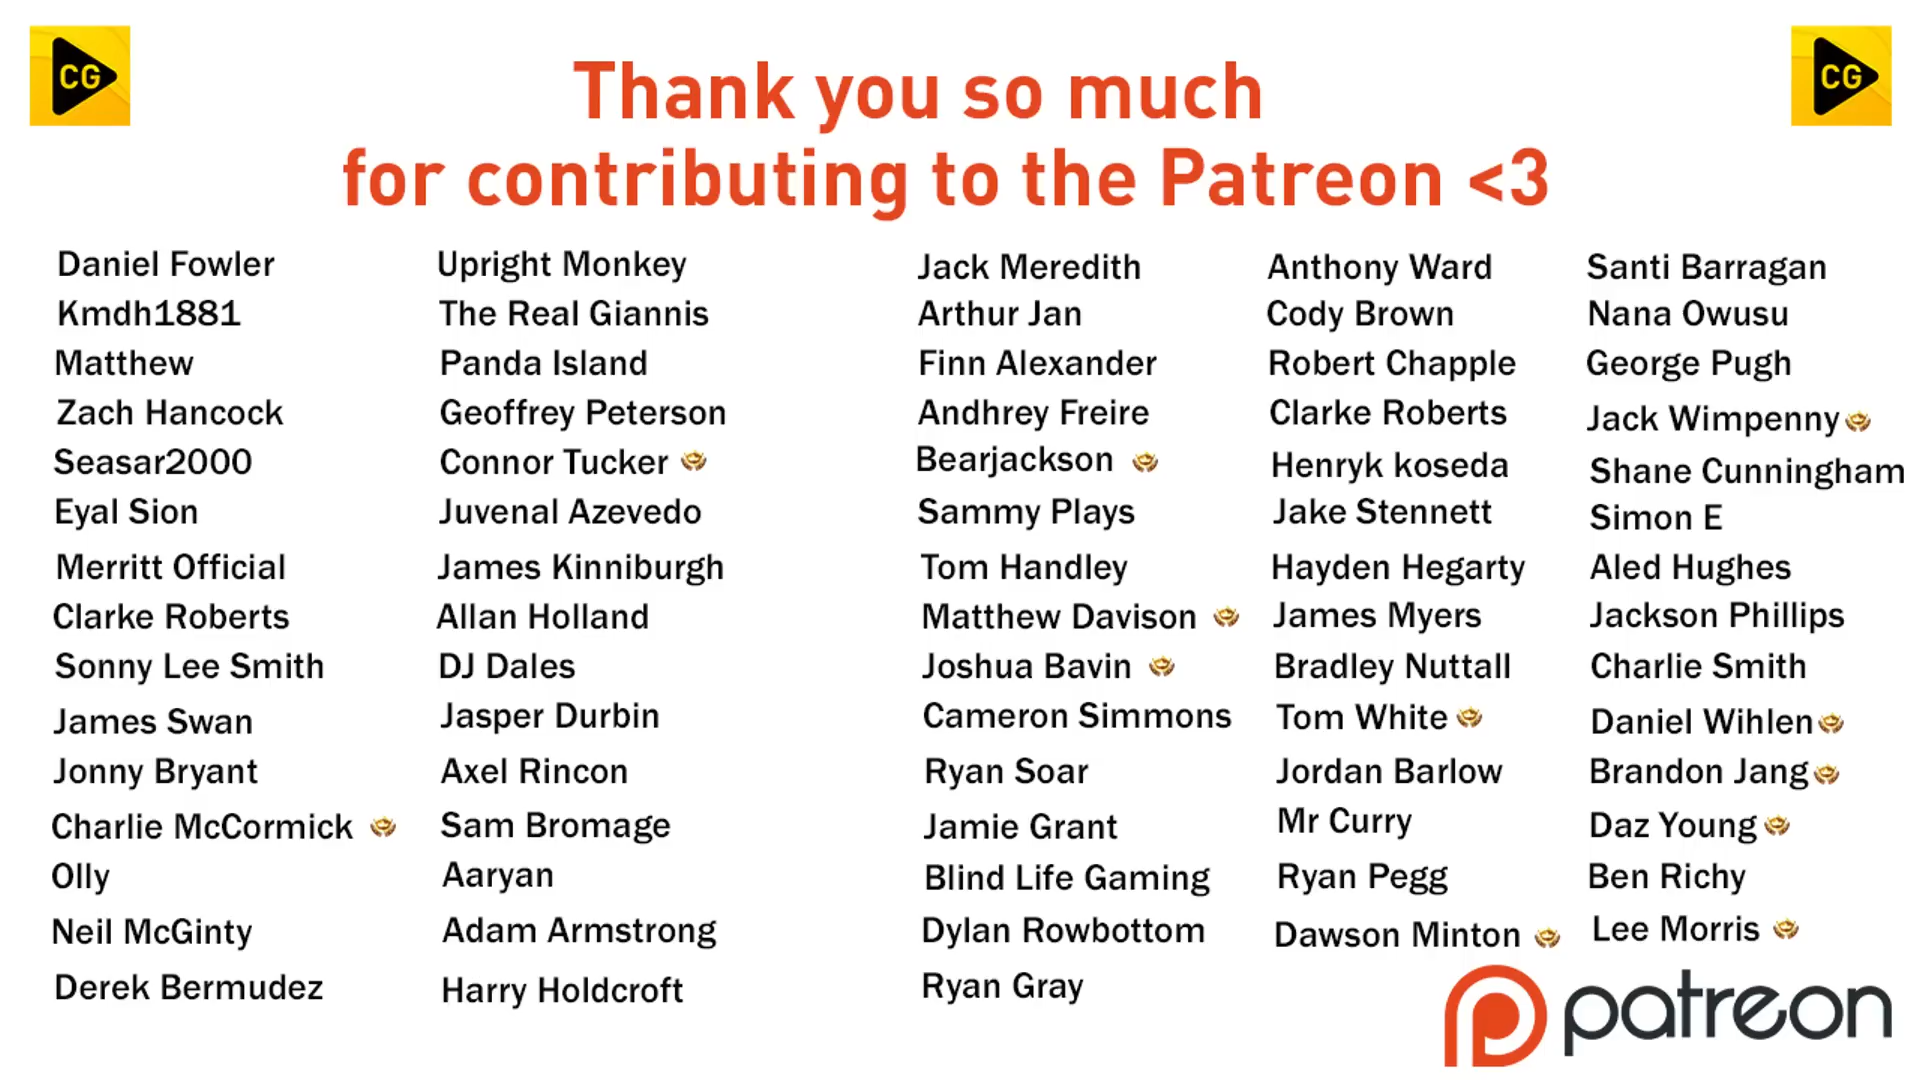 CG
CG
Thank you so much
for contributing to the Patreon <3
Daniel Fowler
Kmdh1881
Matthew
Zach Hancock
Seasar2000
Eyal Sion
Merritt Official
Clarke Roberts
Sonny Lee Smith
James Swan
Jonny Bryant
Charlie McCormick
Olly
Neil McGinty
Derek Bermudez
Upright Monkey
The Real Giannis
Panda Island
Geoffrey Peterson
Connor Tucker
Juvenal Azevedo
James Kinniburgh
Allan Holland
DJ Dales
Jasper Durbin
Axel Rincon
Sam Bromage
Aaryan
Adam Armstrong
Harry Holdcroft
Jack Meredith
Arthur Jan
Finn Alexander
Andhrey Freire
Bearjackson
Sammy Plays
Tom Handley
Matthew Davison
Joshua Bavin
Cameron Simmons
Ryan Soar
Jamie Grant
Blind Life Gaming
Dylan Rowbottom
Ryan Gray
Anthony Ward
Cody Brown
Robert Chapple
Clarke Roberts
Henryk koseda
Jake Stennett
Hayden Hegarty
James Myers
Bradley Nuttall
Tom White
Jordan Barlow
Mr Curry
Ryan Pegg
Dawson Minton
Santi Barragan
Nana Owusu
George Pugh
Jack Wimpenny
Shane Cunningham
Simon E
Aled Hughes
Jackson Phillips
Charlie Smith
Daniel Wihlen
Brandon Jang
Daz Young
Ben Richy
Lee Morris
patreon